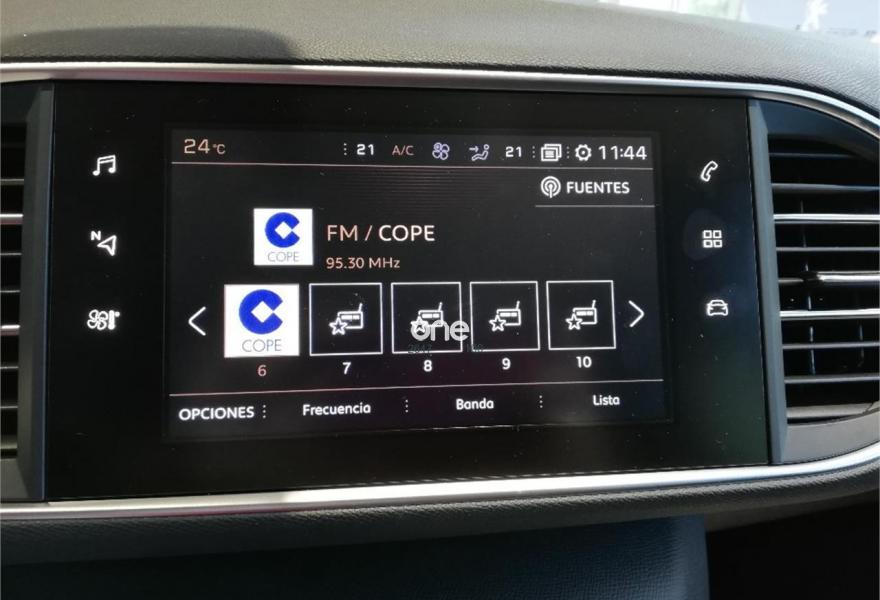 24°C 21 A/C 21 11:44
FUENTES
COPE
FM / COPE
95.30 MHz
COPE
one
6 7 8 9 10
OPCIONES Frecuencia Banda Lista
N